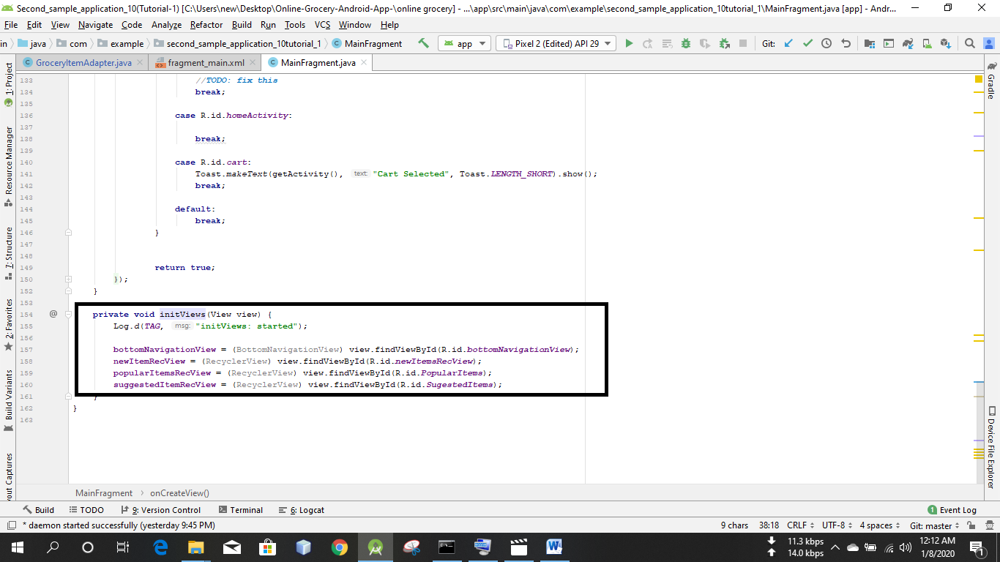 Second_sample_application_10(Tutorial-1) [C:\Users\new\Desktop\Online-Grocery-Android-App-\online grocery] - ...\app\src\main\java\com\example\second_sample_application_10tutorial_1\MainFragment.java [app] - Andr...
File Edit View Navigate Code Analyze Refactor Build Run Tools VCS Window Help
in java com example second_sample_application_10tutorial_1 MainFragment app Pixel 2 (Edited) API 29 Git:
GroceryItemAdapter.java fragment_main.xml MainFragment.java
1: Project
Resource Manager
7: Structure
2: Favorites
Build Variants
yout Captures
Gradle
Device File Explorer
133 //TODO: fix this
134 break;
135
136 case R.id.homeActivity:
137
138 break;
139
140 case R.id.cart:
141 Toast.makeText(getActivity(), text: "Cart Selected", Toast.LENGTH_SHORT).show();
142 break;
143
144 default:
145 break;
146 }
147
148
149 return true;
150 });
152 }
153
154 @ private void initViews(View view) {
155 Log.d(TAG, msg: "initViews: started");
156
157 bottomNavigationView = (BottomNavigationView) view.findViewById(R.id.bottomNavigationView);
158 newItemRecView = (RecyclerView) view.findViewById(R.id.newItemsRecView);
159 popularItemsRecView = (RecyclerView) view.findViewById(R.id.PopularItems);
160 suggestedItemRecView = (RecyclerView) view.findViewById(R.id.SugestedItems);
161 }
162 }
163
MainFragment > onCreateView()
Build TODO 9: Version Control Terminal 6: Logcat 1 Event Log
* daemon started successfully (yesterday 9:45 PM) 9 chars 38:18 CRLF UTF-8 4 spaces Git: master
11.3 kbps
14.0 kbps
12:12 AM
1/8/2020
1